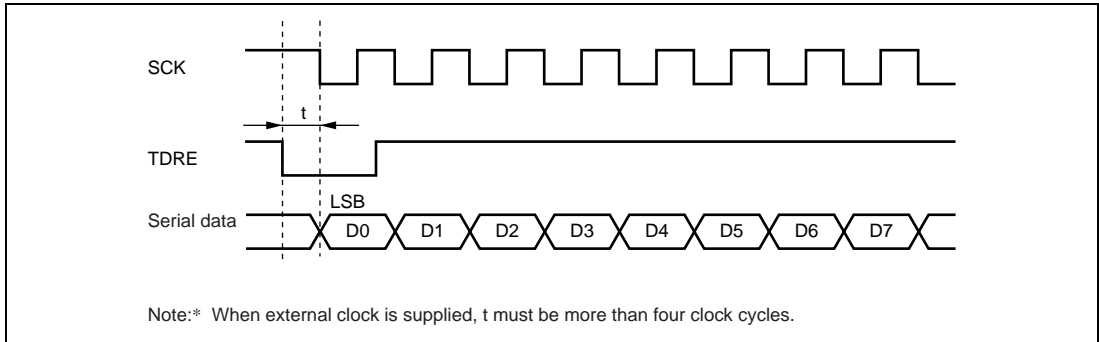 SCK
t
TDRE
LSB
Serial data D0 D1 D2 D3 D4 D5 D6 D7
Note:* When external clock is supplied, t must be more than four clock cycles.